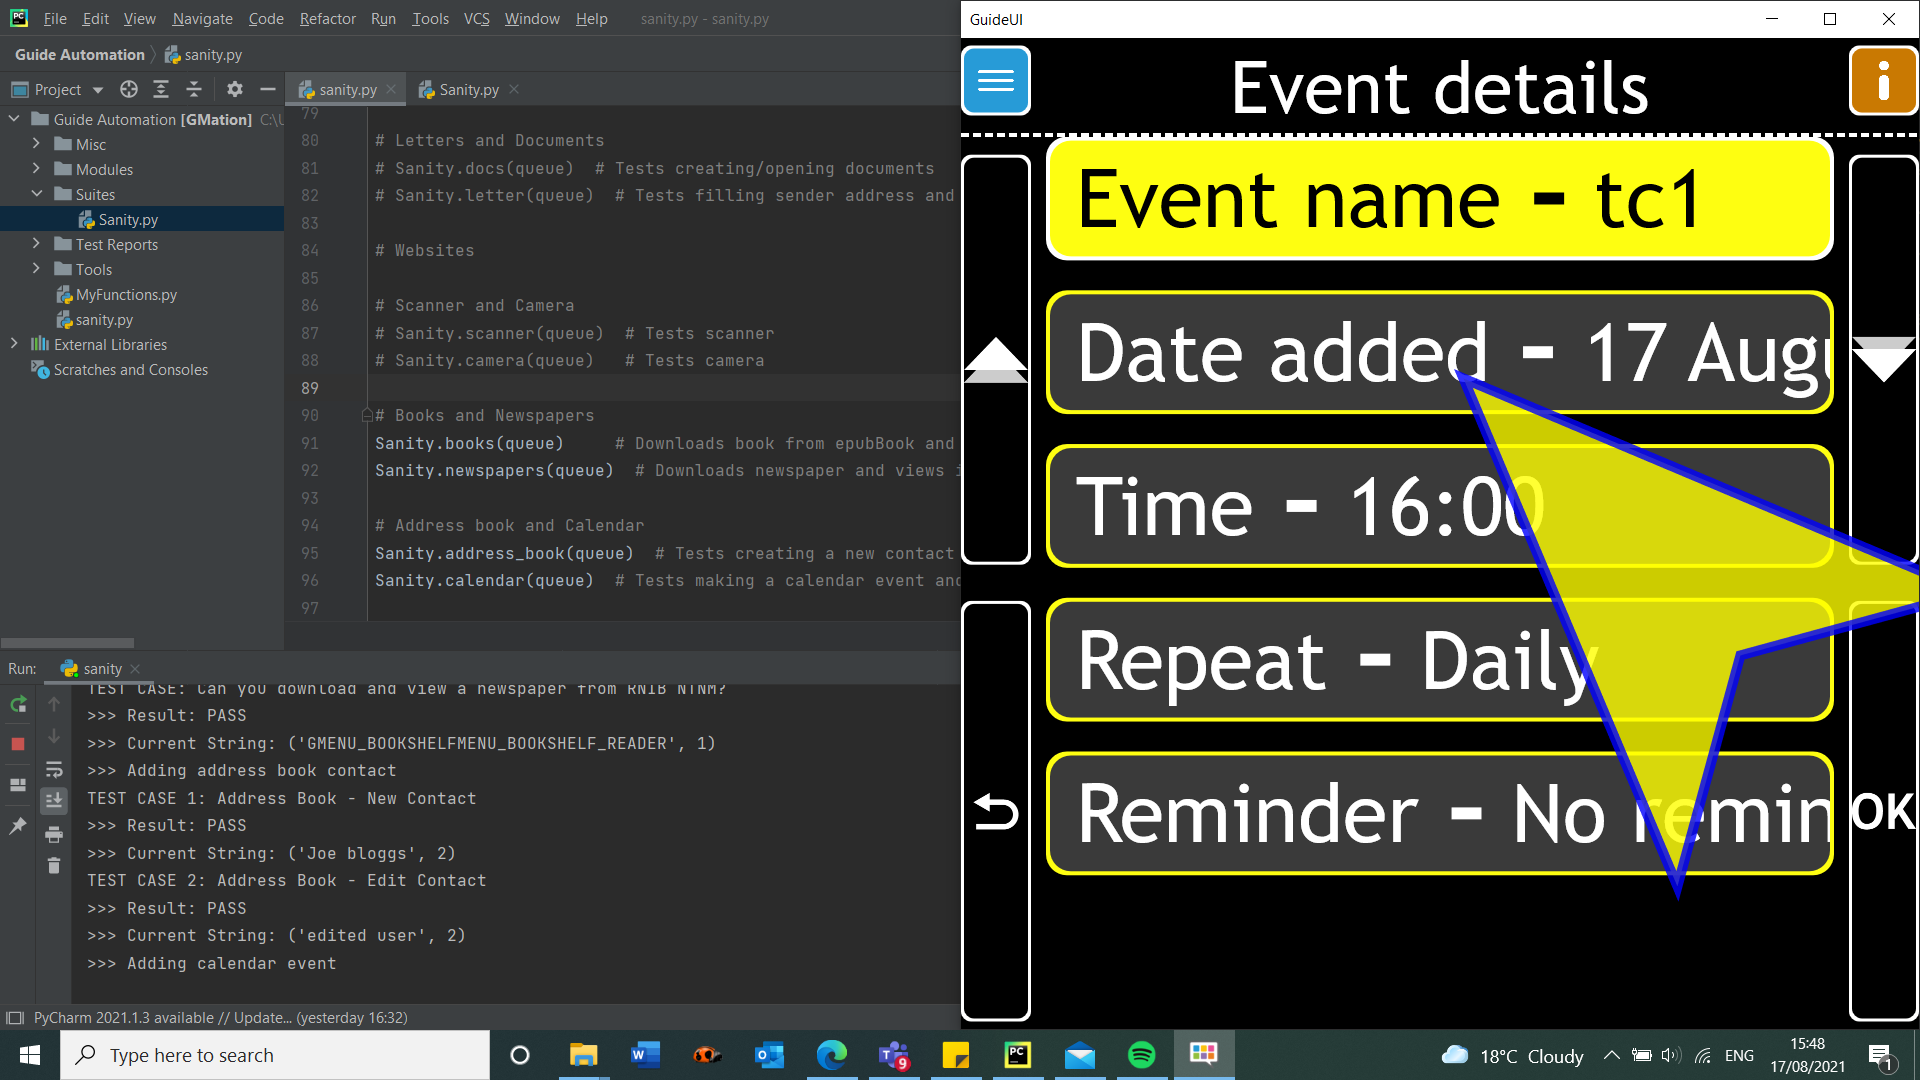 File Edit View Navigate Code Refactor Run Tools VCS Window Help sanity.py - sanity.py
Guide Automation sanity.py
Project
sanity.py Sanity.py
Guide Automation [GMation] C:\
Misc
Modules
Suites
Sanity.py
Test Reports
Tools
MyFunctions.py
sanity.py
External Libraries
Scratches and Consoles
79
80 # Letters and Documents
81 # Sanity.docs(queue) # Tests creating/opening documents
82 # Sanity.letter(queue) # Tests filling sender address and
83
84 # Websites
85
86 # Scanner and Camera
87 # Sanity.scanner(queue) # Tests scanner
88 # Sanity.camera(queue) # Tests camera
89
90 # Books and Newspapers
91 Sanity.books(queue) # Downloads book from epubBook and
92 Sanity.newspapers(queue) # Downloads newspaper and views
93
94 # Address book and Calendar
95 Sanity.address_book(queue) # Tests creating a new contact
96 Sanity.calendar(queue) # Tests making a calendar event and
97
Run: sanity
TEST CASE: Can you download and view a newspaper from RNIB NTNM?
>>> Result: PASS
>>> Current String: ('GMENU_BOOKSHELFMENU_BOOKSHELF_READER', 1)
>>> Adding address book contact
TEST CASE 1: Address Book - New Contact
>>> Result: PASS
>>> Current String: ('Joe bloggs', 2)
TEST CASE 2: Address Book - Edit Contact
>>> Result: PASS
>>> Current String: ('edited user', 2)
>>> Adding calendar event
PyCharm 2021.1.3 available // Update... (yesterday 16:32)
GuideUI
Event details
Event name - tc1
Date added - 17 Augu
Time - 16:00
Repeat - Daily
Reminder - No remin
OK
Type here to search
9
18°C Cloudy
ENG
15:48
17/08/2021
1